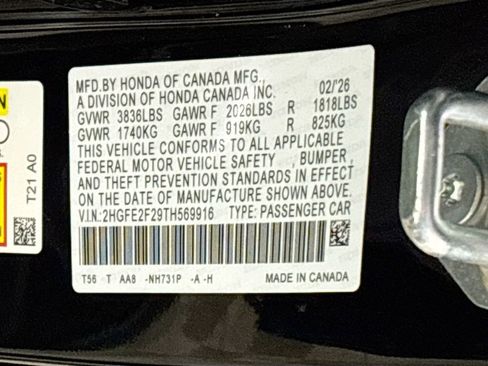 MFD.BY HONDA OF CANADA MFG.,
A DIVISION OF HONDA CANADA INC. 02/'26
GVWR 3836LBS GAWR F 2026LBS R 1818LBS
GVWR 1740KG GAWR F 919KG R 825KG
THIS VEHICLE CONFORMS TO ALL APPLICABLE
FEDERAL MOTOR VEHICLE SAFETY , BUMPER,
AND THEFT PREVENTION STANDARDS IN EFFECT
ON THE DATE OF MANUFACTURE SHOWN ABOVE.
V.I.N:2HGFE2F29TH569916 TYPE:PASSENGER CAR
T56 T AA8 -NH731P -A -H MADE IN CANADA
T21 A0